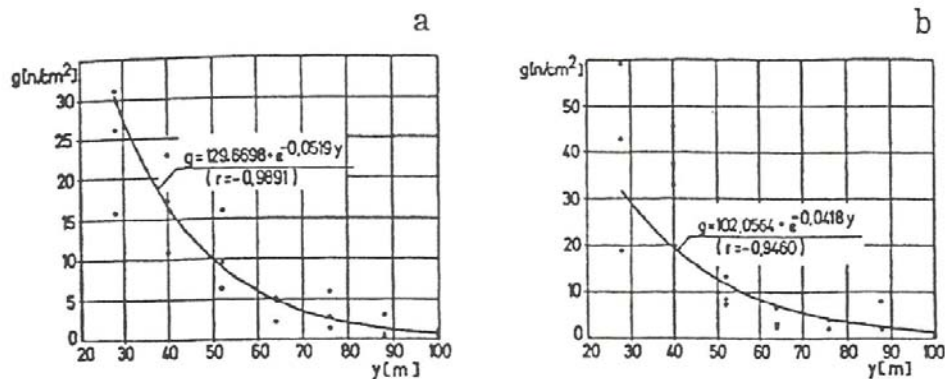 a
g[n/cm²]
30
25
20
15
10
5
0
g=129.6698·e^-0,0519y
(r=-0,9891)
20 30 40 50 60 70 80 90 100
y[m]
b
g[n/cm²
50
40
30
20
10
0
g=102,0564·e^-0,0418y
(r=-0,9460)
20 30 40 50 60 70 80 90 100
y[m]